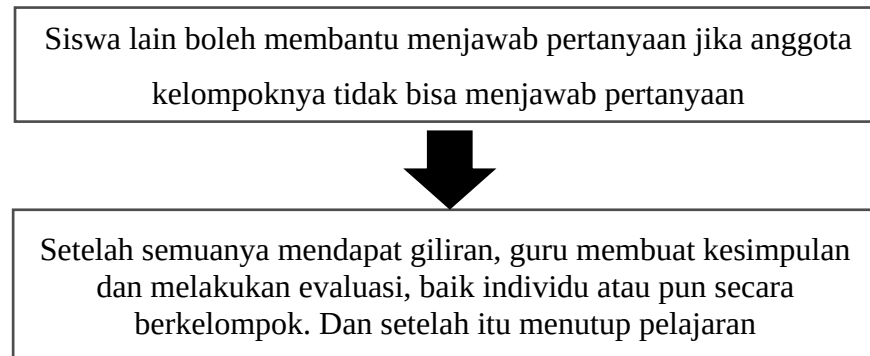 Siswa lain boleh membantu menjawab pertanyaan jika anggota
kelompoknya tidak bisa menjawab pertanyaan
Setelah semuanya mendapat giliran, guru membuat kesimpulan
dan melakukan evaluasi, baik individu atau pun secara
berkelompok. Dan setelah itu menutup pelajaran